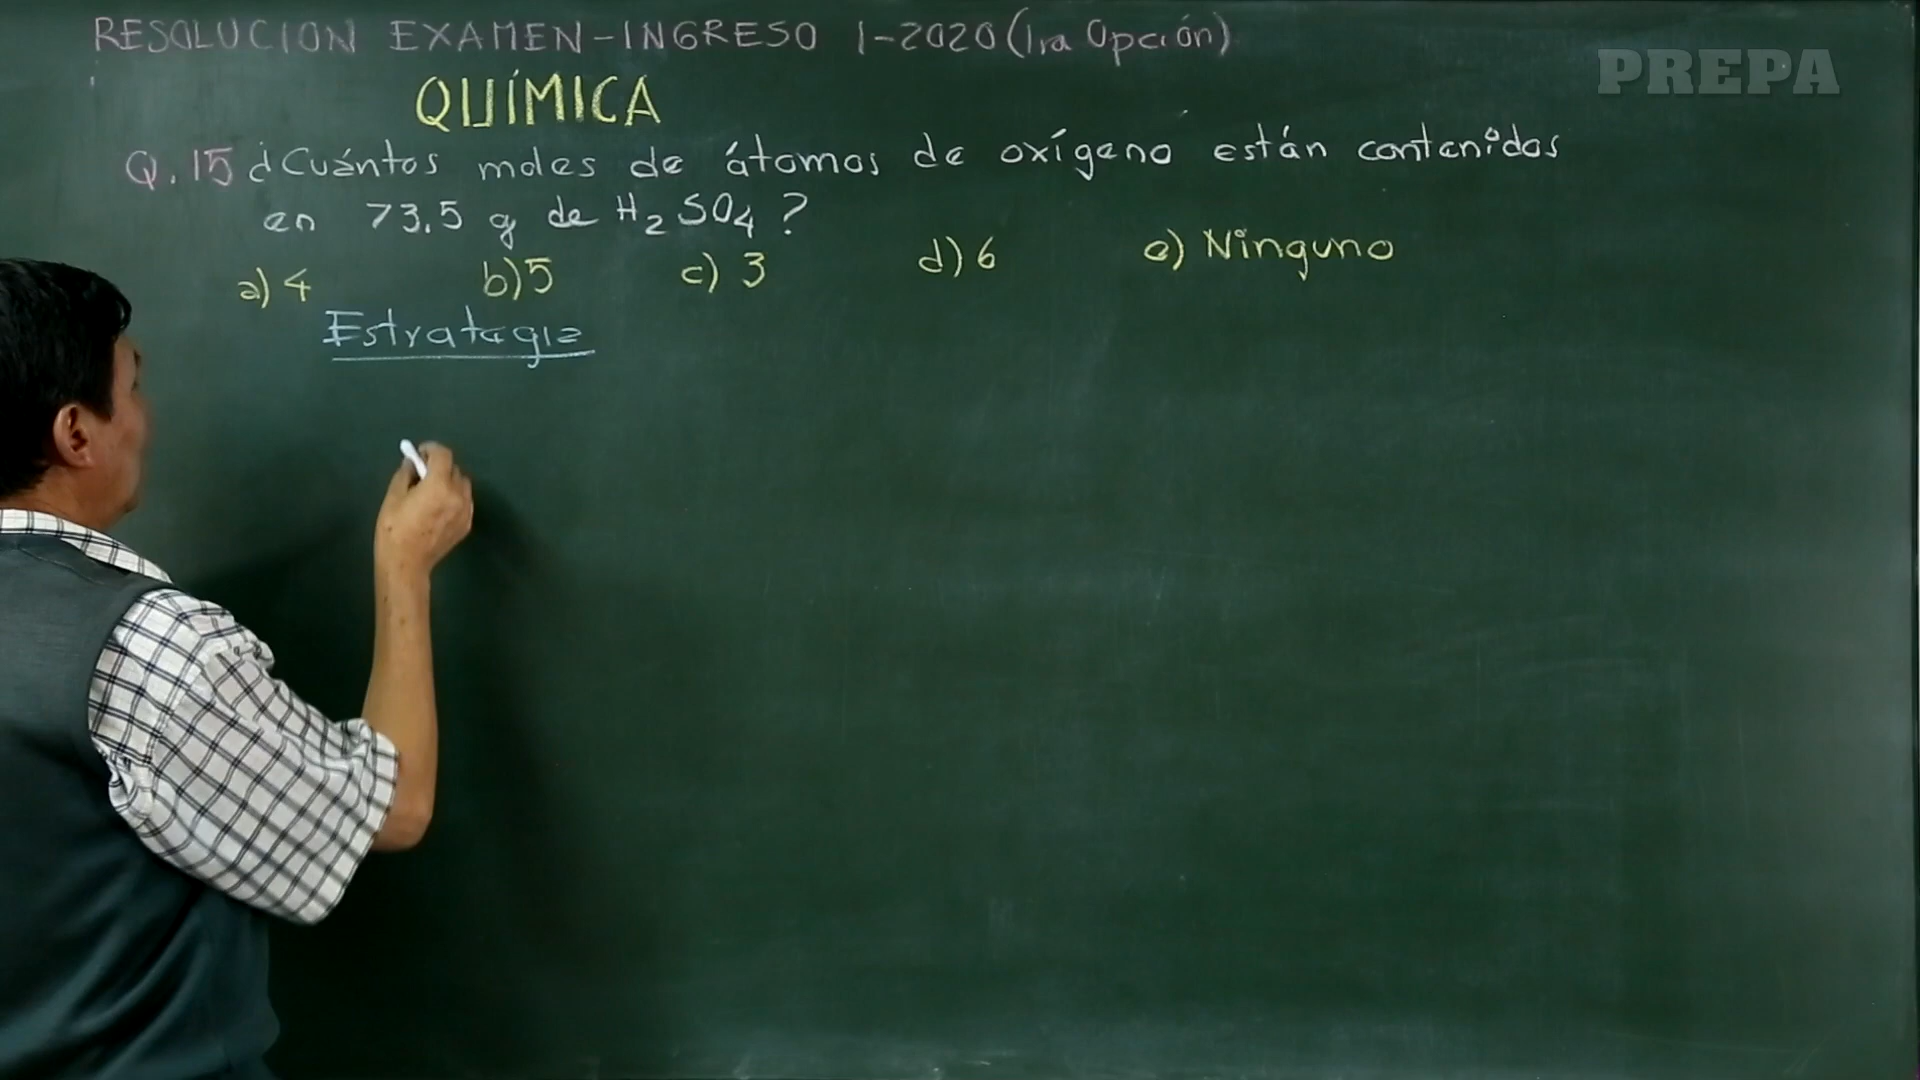 RESOLUCION EXAMEN-INGRESO 1-2020 (1ra Opción)
PREPA
QUÍMICA
Q.15 ¿Cuántos moles de átomos de oxígeno están contenidos
en 73.5 g de H₂SO₄?
a) 4 b) 5 c) 3 d) 6 e) Ninguno
Estrategia